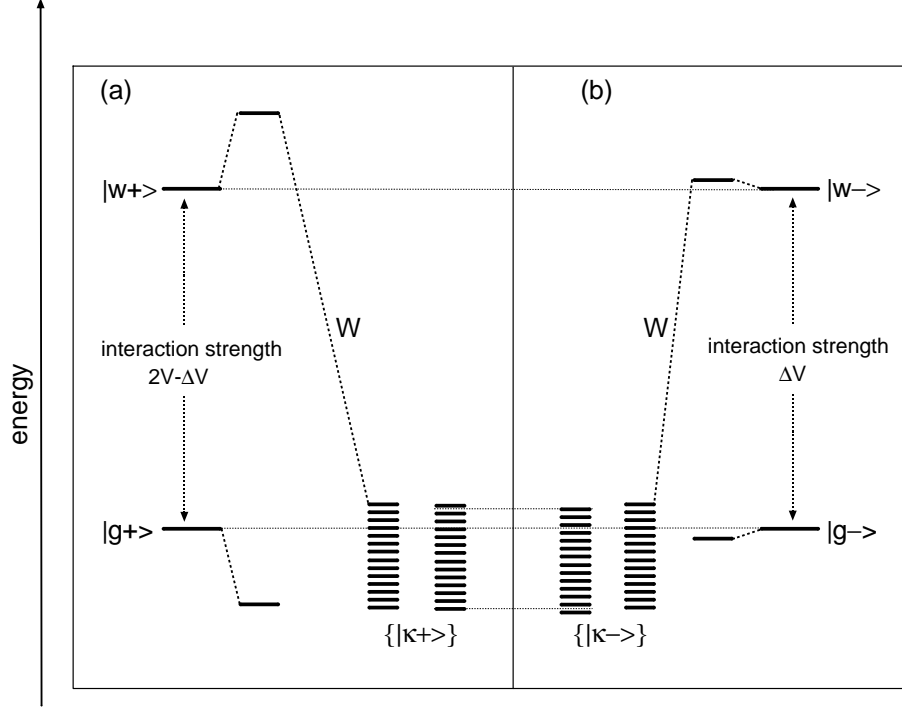 (a)
(b)
|w+>
|w−>
W
W
interaction strength
2V-ΔV
interaction strength
ΔV
energy
|g+>
|g−>
{|κ+>}
{|κ−>}